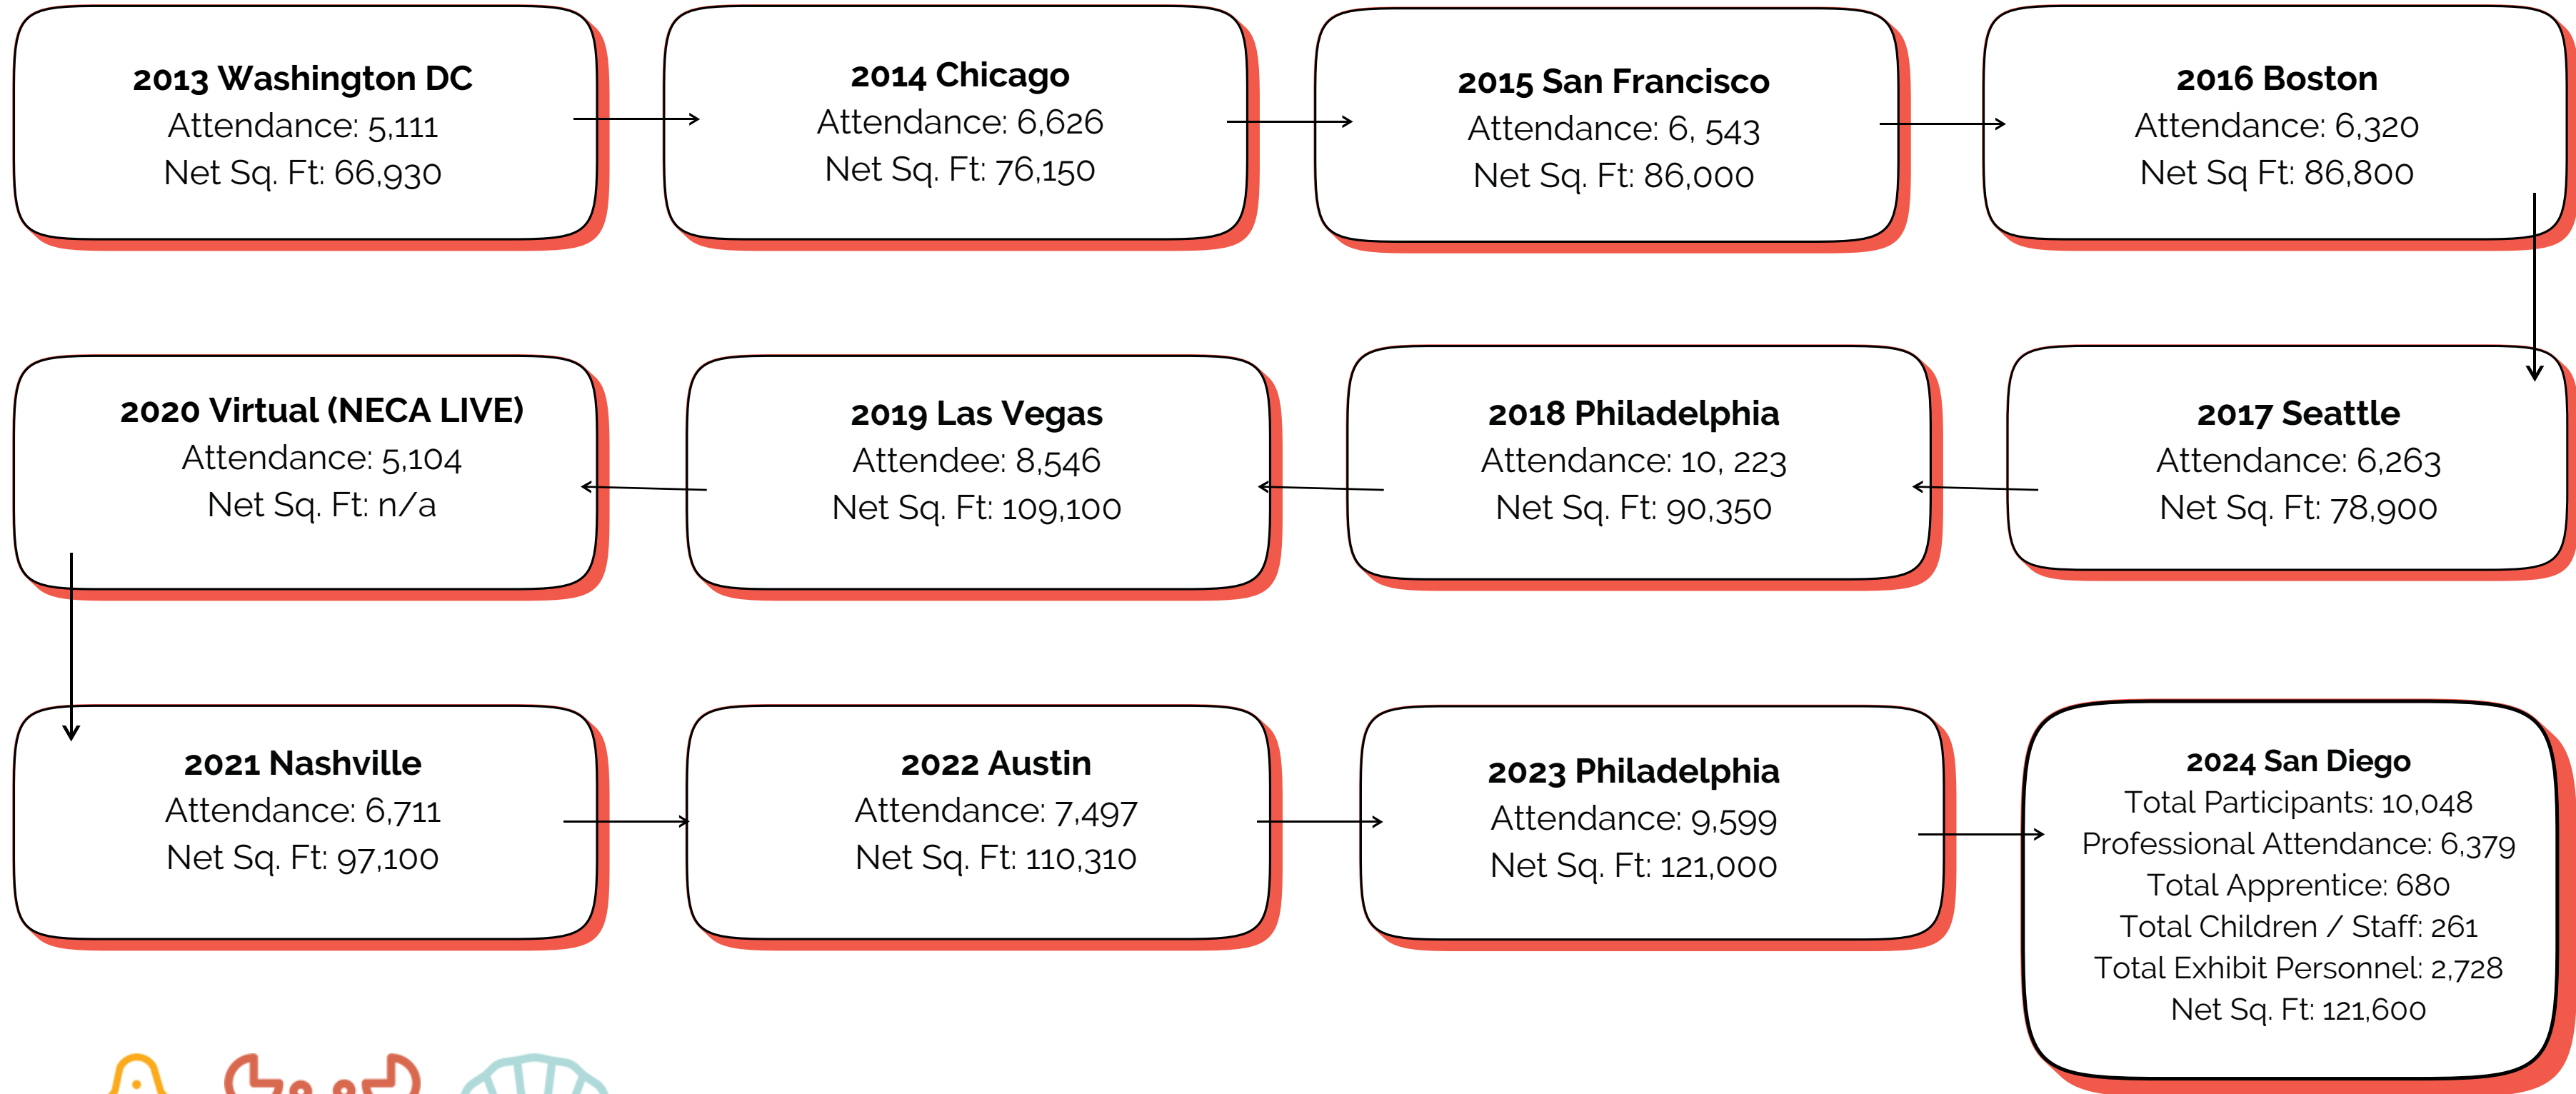 2013 Washington DC
Attendance: 5,111
Net Sq. Ft: 66,930
2014 Chicago
Attendance: 6,626
Net Sq. Ft: 76,150
2015 San Francisco
Attendance: 6, 543
Net Sq. Ft: 86,000
2016 Boston
Attendance: 6,320
Net Sq Ft: 86,800
2017 Seattle
Attendance: 6,263
Net Sq. Ft: 78,900
2018 Philadelphia
Attendance: 10, 223
Net Sq. Ft: 90,350
2019 Las Vegas
Attendee: 8,546
Net Sq. Ft: 109,100
2020 Virtual (NECA LIVE)
Attendance: 5,104
Net Sq. Ft: n/a
2021 Nashville
Attendance: 6,711
Net Sq. Ft: 97,100
2022 Austin
Attendance: 7,497
Net Sq. Ft: 110,310
2023 Philadelphia
Attendance: 9,599
Net Sq. Ft: 121,000
2024 San Diego
Total Participants: 10,048
Professional Attendance: 6,379
Total Apprentice: 680
Total Children / Staff: 261
Total Exhibit Personnel: 2,728
Net Sq. Ft: 121,600